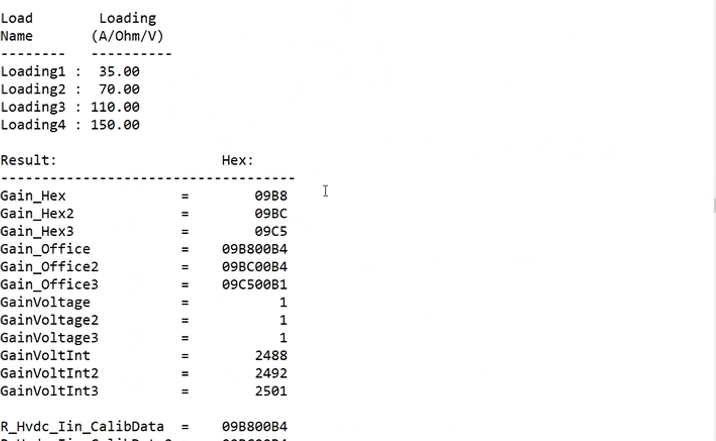 Load        Loading
Name       (A/Ohm/V)
--------   ----------
Loading1 :  35.00
Loading2 :  70.00
Loading3 : 110.00
Loading4 : 150.00
Result:                    Hex:
------------------------------------
Gain_Hex              =        09B8
Gain_Hex2             =        09BC
Gain_Hex3             =        09C5
Gain_Office           =    09B800B4
Gain_Office2          =    09BC00B4
Gain_Office3          =    09C500B1
GainVoltage           =           1
GainVoltage2          =           1
GainVoltage3          =           1
GainVoltInt           =        2488
GainVoltInt2          =        2492
GainVoltInt3          =        2501
R_Hvdc_Iin_CalibData  =    09B800B4